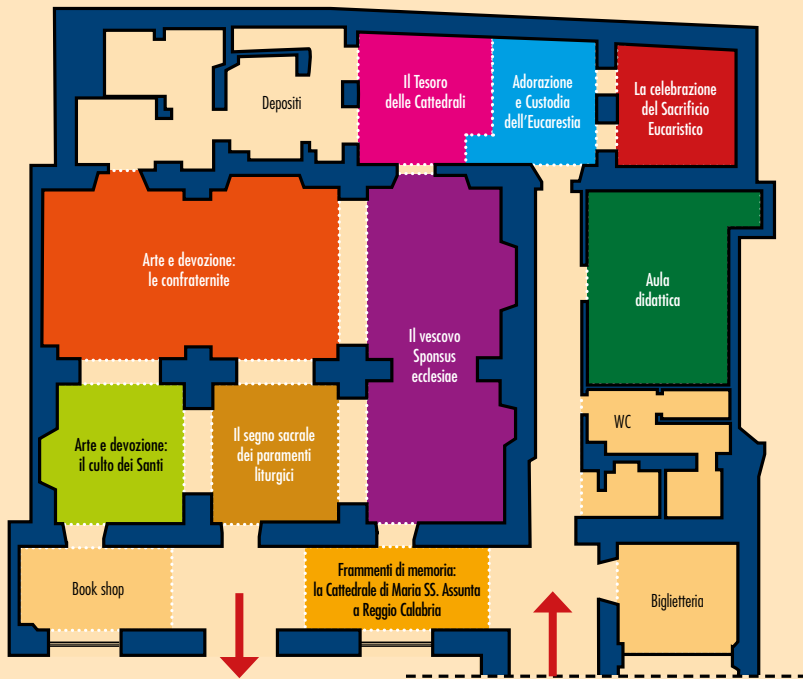 Depositi
Il Tesoro
delle Cattedrali
Adorazione
e Custodia
dell'Eucarestia
La celebrazione
del Sacrificio
Eucaristico
Arte e devozione:
le confraternite
Il vescovo
Sponsus
ecclesiae
Aula
didattica
Arte e devozione:
il culto dei Santi
Il segno sacrale
dei paramenti
liturgici
WC
Book shop
Frammenti di memoria:
la Cattedrale di Maria SS. Assunta
a Reggio Calabria
Biglietteria